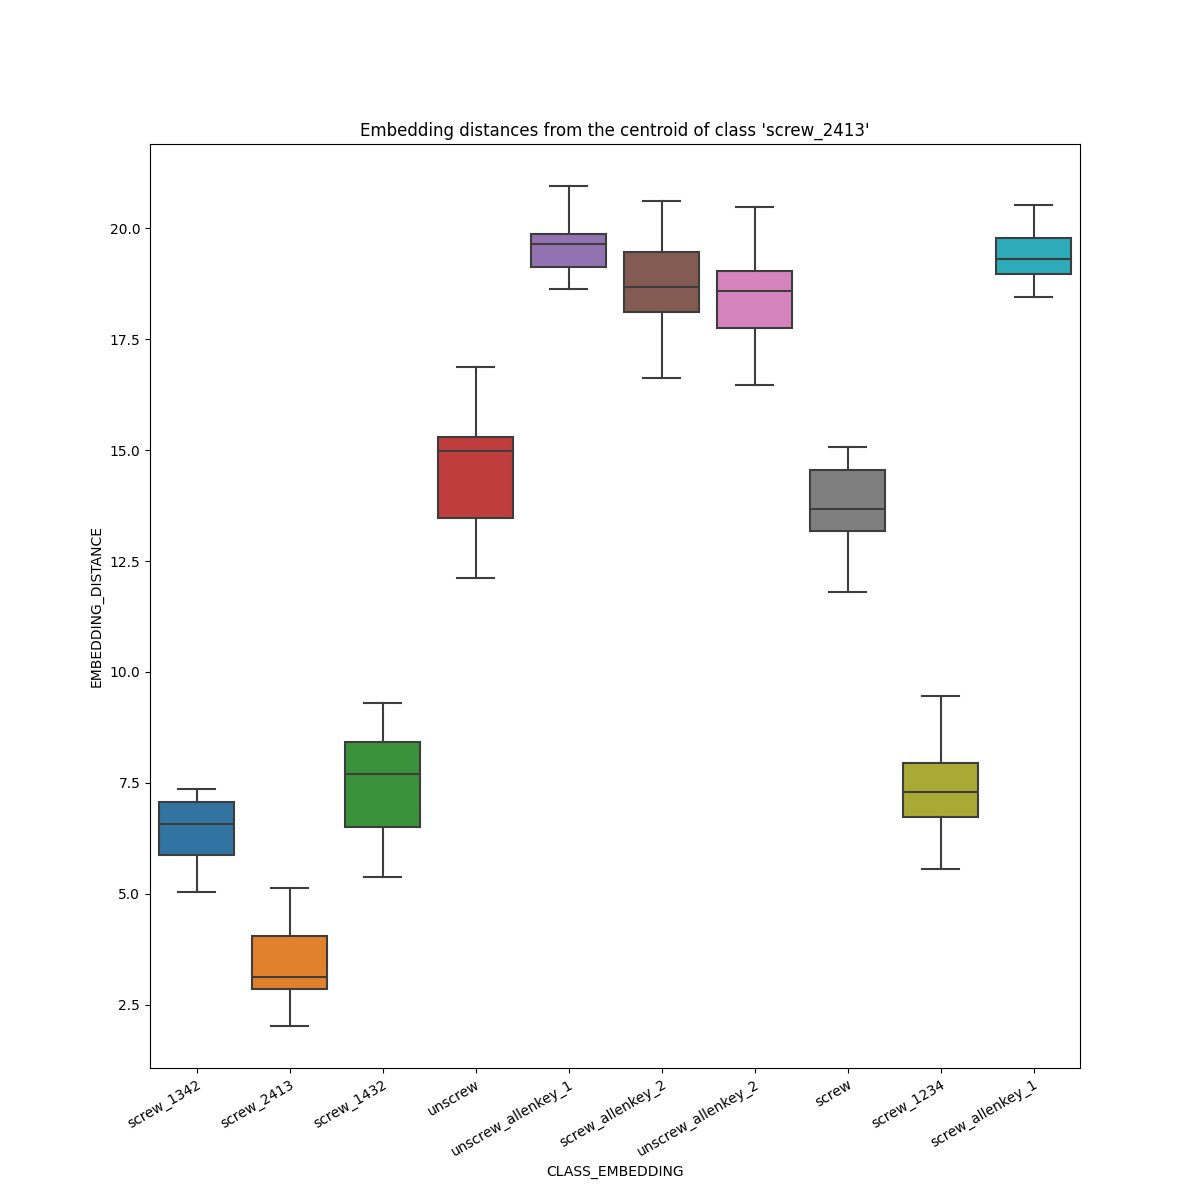 Embedding distances from the centroid of class 'screw_2413'
EMBEDDING_DISTANCE
20.0
17.5
15.0
12.5
10.0
7.5
5.0
2.5
screw_1342
screw_2413
screw_1432
unscrew
unscrew_allenkey_1
screw_allenkey_2
unscrew_allenkey_2
screw
screw_1234
screw_allenkey_1
CLASS_EMBEDDING